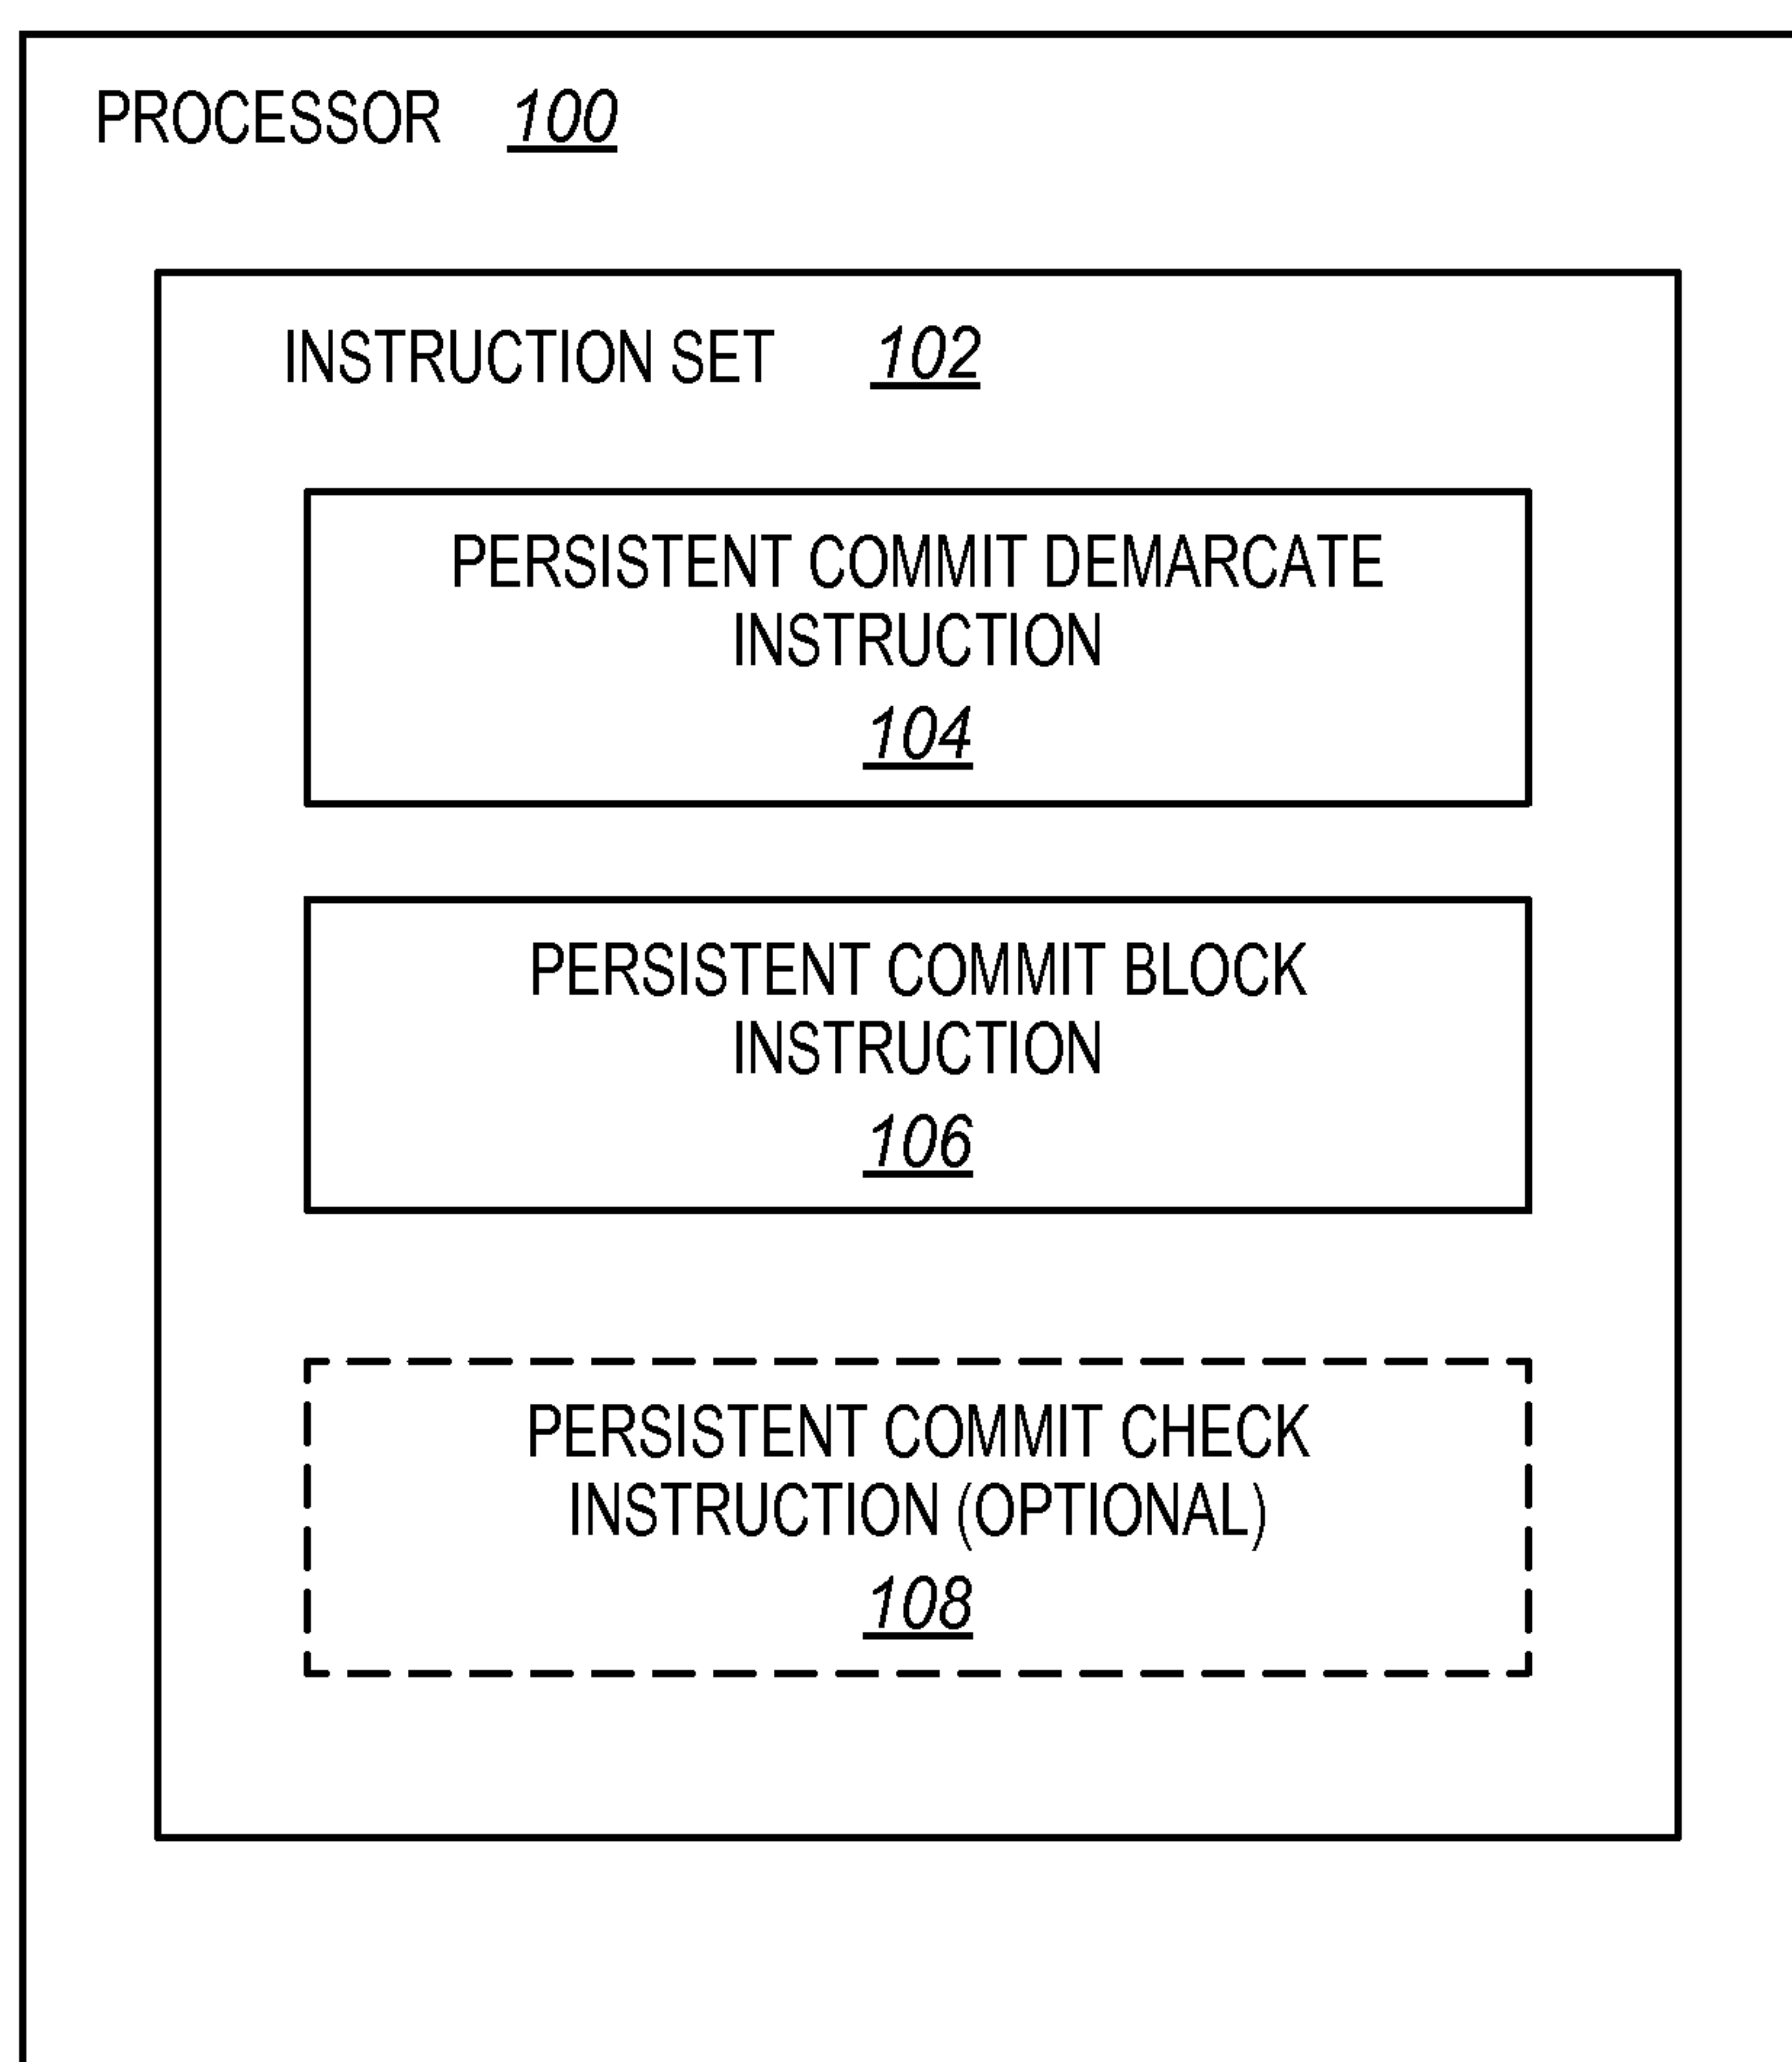 PROCESSOR 100
INSTRUCTION SET 102
PERSISTENT COMMIT DEMARCATE
INSTRUCTION
104
PERSISTENT COMMIT BLOCK
INSTRUCTION
106
PERSISTENT COMMIT CHECK
INSTRUCTION (OPTIONAL)
108